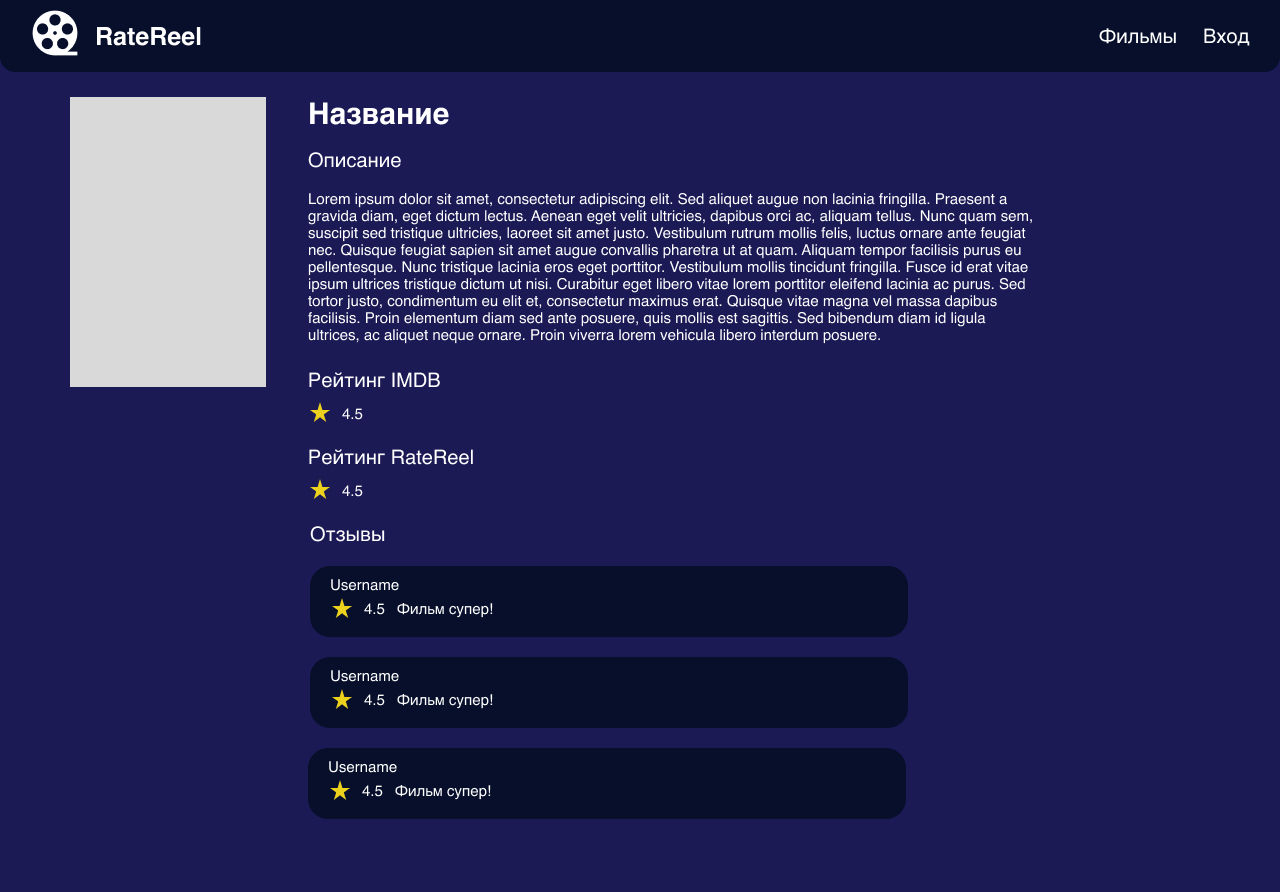 RateReel
Фильмы Вход
Название
Описание
Lorem ipsum dolor sit amet, consectetur adipiscing elit. Sed aliquet augue non lacinia fringilla. Praesent a
gravida diam, eget dictum lectus. Aenean eget velit ultricies, dapibus orci ac, aliquam tellus. Nunc quam sem,
suscipit sed tristique ultricies, laoreet sit amet justo. Vestibulum rutrum mollis felis, luctus ornare ante feugiat
nec. Quisque feugiat sapien sit amet augue convallis pharetra ut at quam. Aliquam tempor facilisis purus eu
pellentesque. Nunc tristique lacinia eros eget porttitor. Vestibulum mollis tincidunt fringilla. Fusce id erat vitae
ipsum ultrices tristique dictum ut nisi. Curabitur eget libero vitae lorem porttitor eleifend lacinia ac purus. Sed
tortor justo, condimentum eu elit et, consectetur maximus erat. Quisque vitae magna vel massa dapibus
facilisis. Proin elementum diam sed ante posuere, quis mollis est sagittis. Sed bibendum diam id ligula
ultrices, ac aliquet neque ornare. Proin viverra lorem vehicula libero interdum posuere.
Рейтинг IMDB
4.5
Рейтинг RateReel
4.5
Отзывы
Username
4.5 Фильм супер!
Username
4.5 Фильм супер!
Username
4.5 Фильм супер!